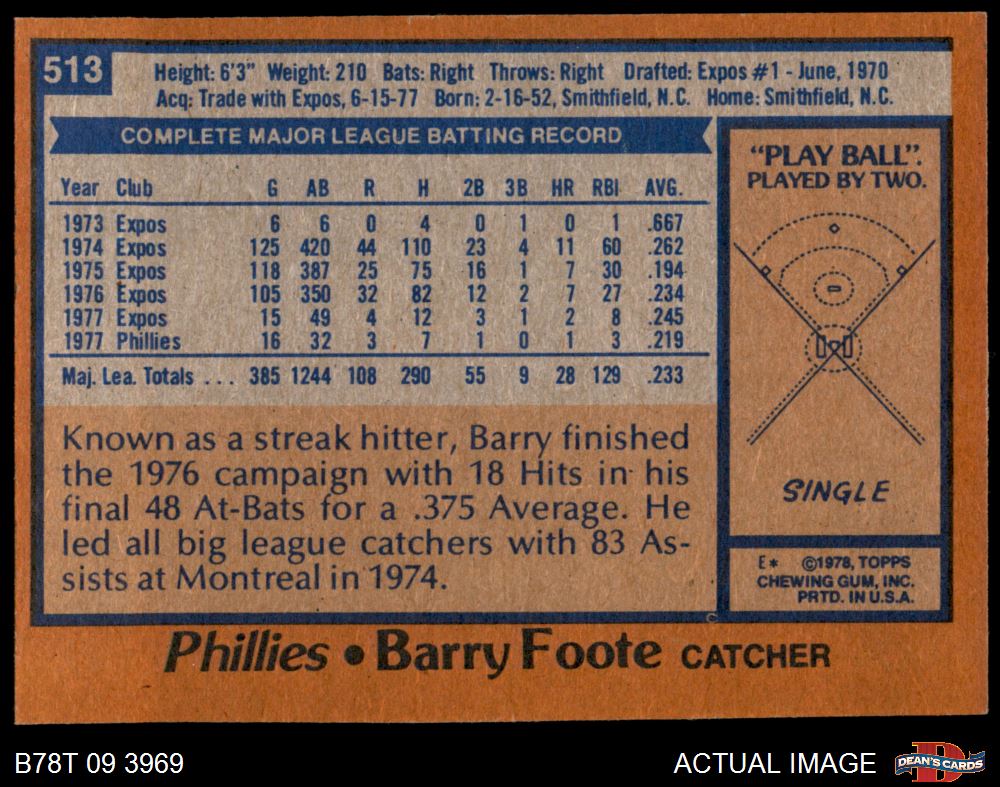 513
Height: 6'3" Weight: 210 Bats: Right Throws: Right Drafted: Expos #1 - June, 1970
Acq: Trade with Expos, 6-15-77 Born: 2-16-52, Smithfield, N.C. Home: Smithfield, N.C.
COMPLETE MAJOR LEAGUE BATTING RECORD
Year Club G AB R H 2B 3B HR RBI AVG.
1973 Expos 6 6 0 4 0 1 0 1 .667
1974 Expos 125 420 44 110 23 4 11 60 .262
1975 Expos 118 387 25 75 16 1 7 30 .194
1976 Expos 105 350 32 82 12 2 7 27 .234
1977 Expos 15 49 4 12 3 1 2 8 .245
1977 Phillies 16 32 3 7 1 0 1 3 .219
Maj. Lea. Totals ... 385 1244 108 290 55 9 28 129 .233
Known as a streak hitter, Barry finished
the 1976 campaign with 18 Hits in his
final 48 At-Bats for a .375 Average. He
led all big league catchers with 83 As-
sists at Montreal in 1974.
"PLAY BALL".
PLAYED BY TWO.
SINGLE
E* ©1978, TOPPS
CHEWING GUM, INC.
PRTD. IN U.S.A.
Phillies • Barry Foote CATCHER
B78T 09 3969
ACTUAL IMAGE
D
DEAN'S CARDS